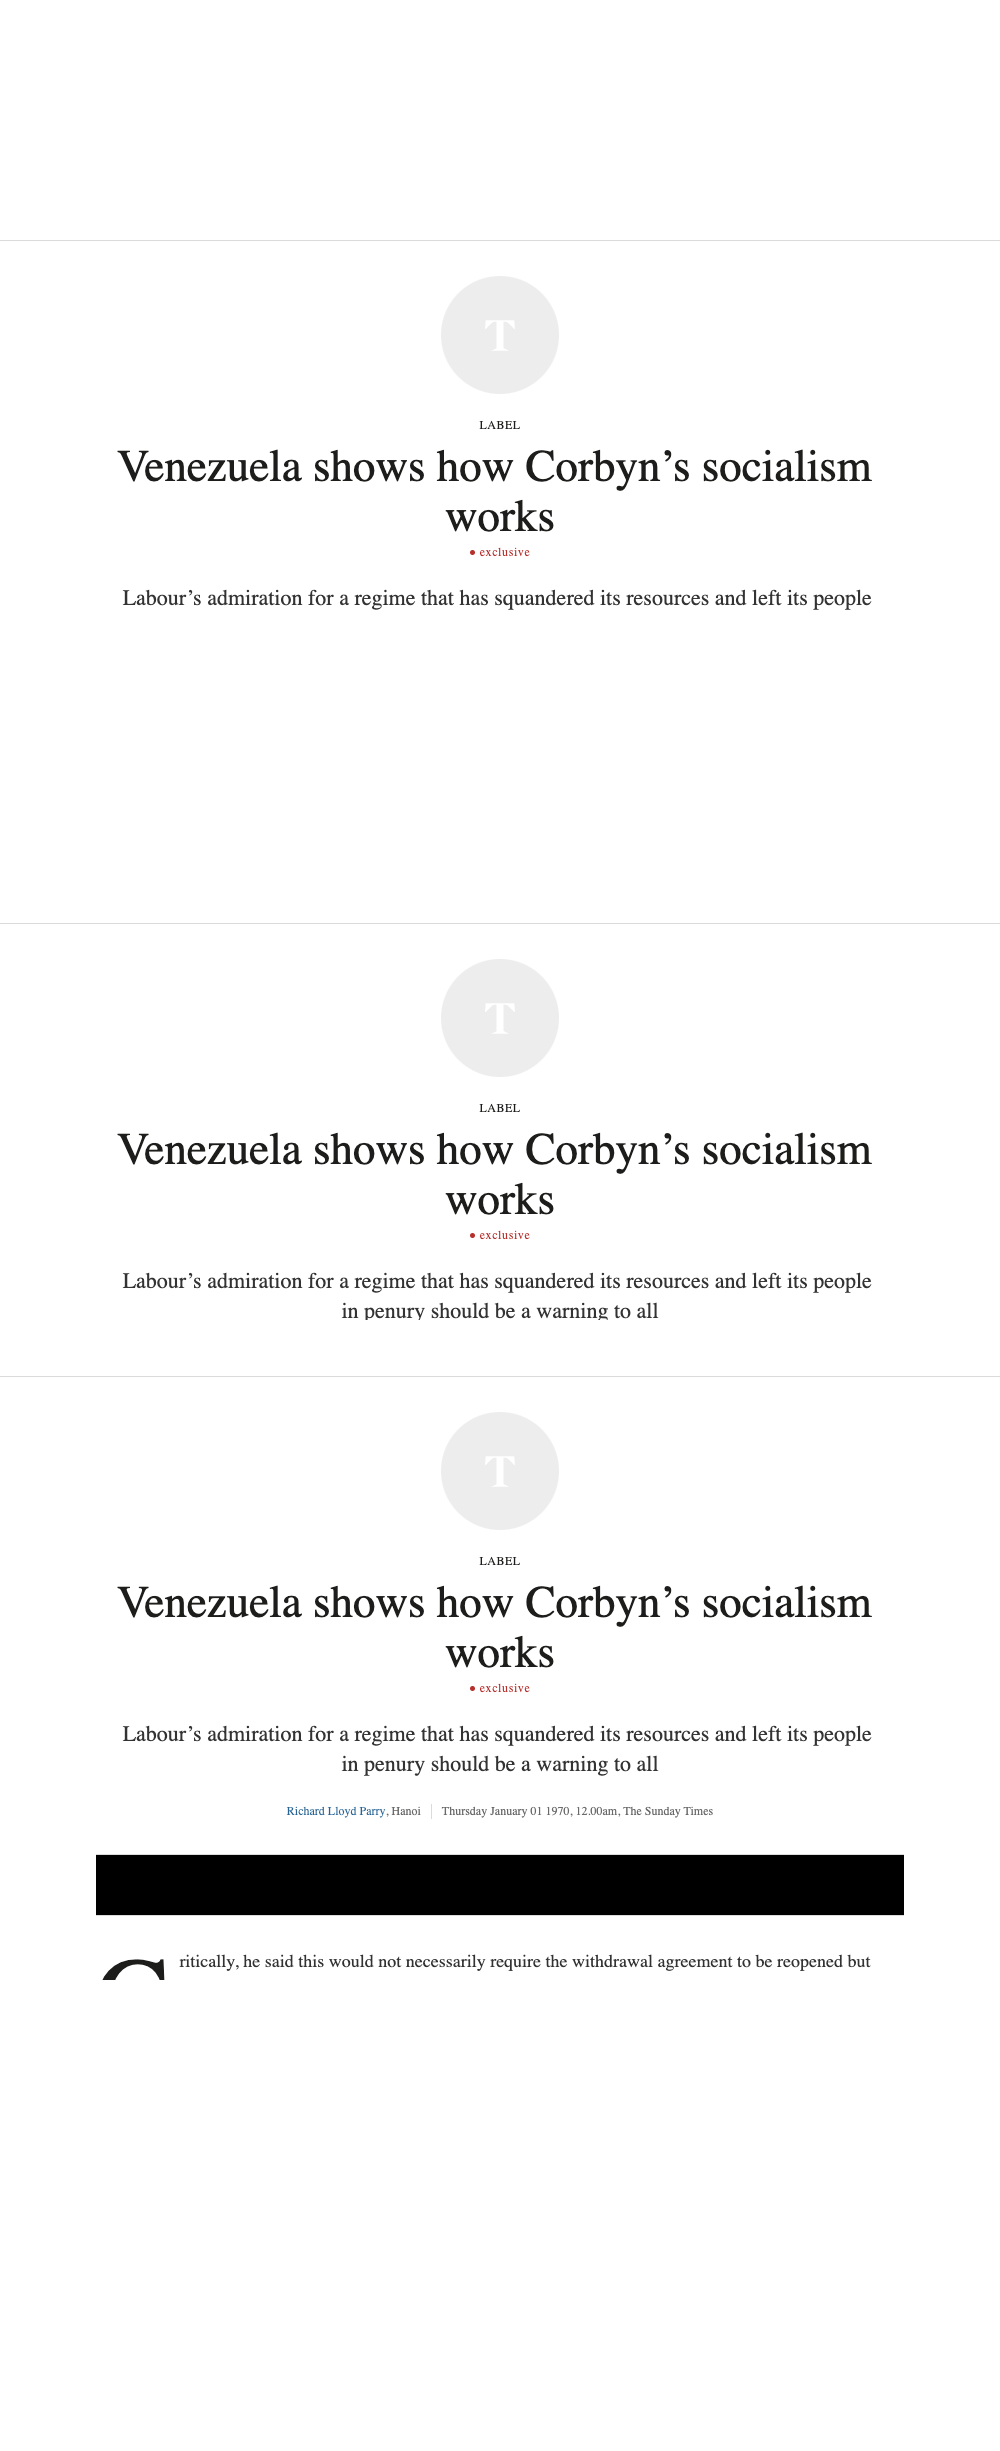 T
LABEL
Venezuela shows how Corbyn’s socialism
works
• exclusive
Labour’s admiration for a regime that has squandered its resources and left its people
T
LABEL
Venezuela shows how Corbyn’s socialism
works
• exclusive
Labour’s admiration for a regime that has squandered its resources and left its people
in penury should be a warning to all
T
LABEL
Venezuela shows how Corbyn’s socialism
works
• exclusive
Labour’s admiration for a regime that has squandered its resources and left its people
in penury should be a warning to all
Richard Lloyd Parry, Hanoi | Thursday January 01 1970, 12.00am, The Sunday Times
Critically, he said this would not necessarily require the withdrawal agreement to be reopened but